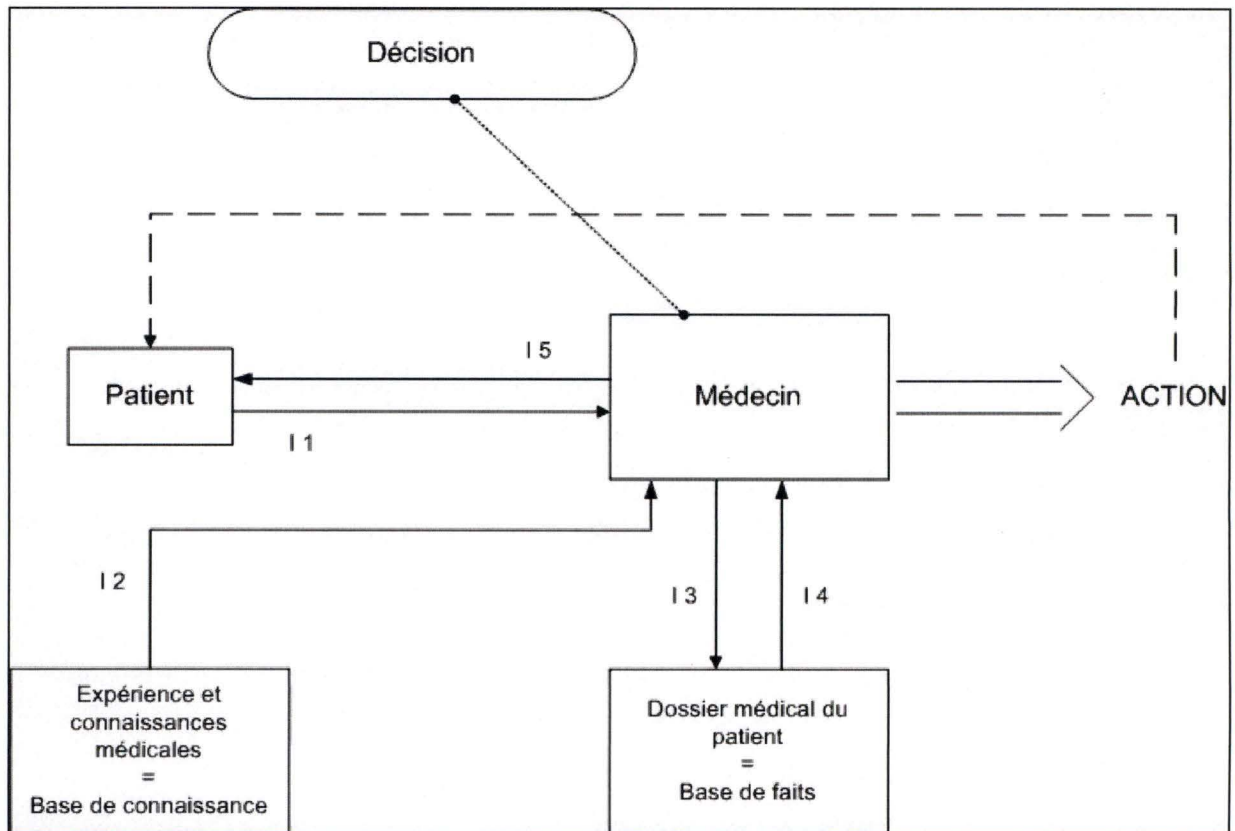 Décision
I 5
Patient
Médecin
ACTION
I 1
I 2
I 3
I 4
Expérience et
connaissances
médicales
=
Base de connaissance
Dossier médical du
patient
=
Base de faits